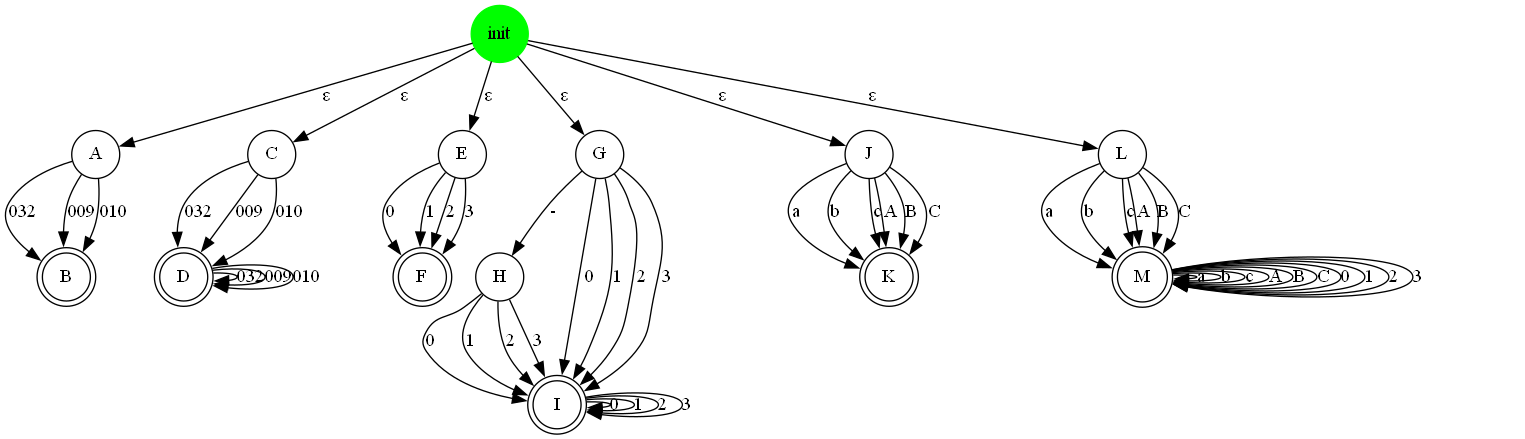 init
ε ε ε ε ε ε
A C E G J L
032 009 010 032 009 010 0 1 2 3 - 0 1 2 3 a b c A B C a b c A B C
B D 032 009 010 F H K M a b c A B C 0 1 2 3
0 1 2 3
I 0 1 2 3